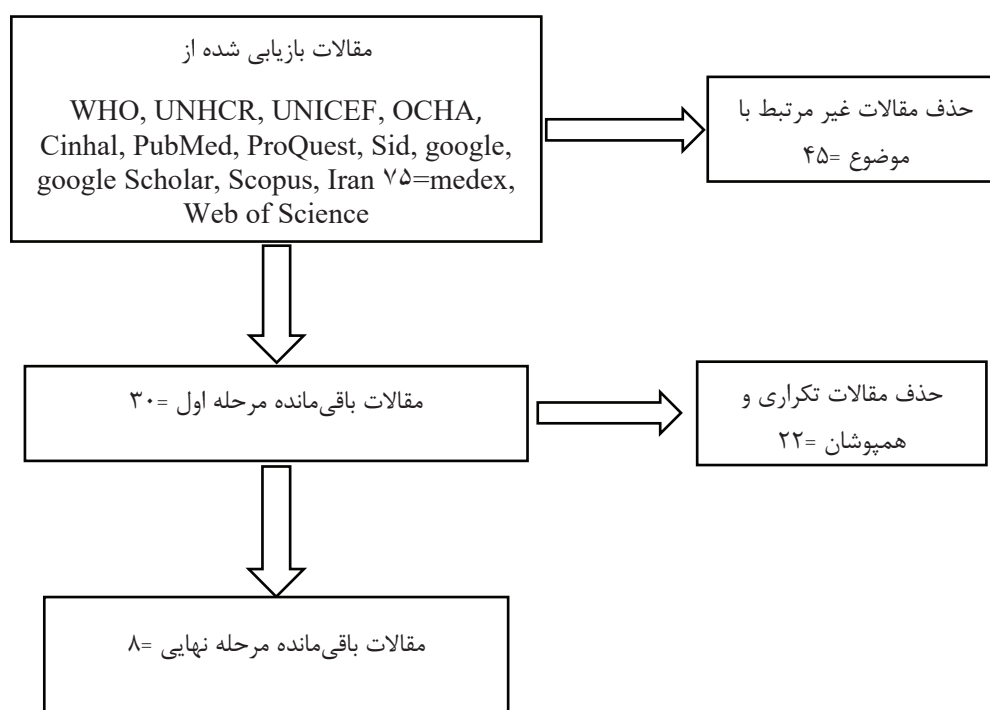 مقالات بازیابی شده از
WHO, UNHCR, UNICEF, OCHA,
Cinhal, PubMed, ProQuest, Sid, google,
google Scholar, Scopus, Iran ۷۵=medex,
Web of Science
حذف مقالات غیر مرتبط با
موضوع =۴۵
مقالات باقی‌مانده مرحله اول =۳۰
حذف مقالات تکراری و
همپوشان =۲۲
مقالات باقی‌مانده مرحله نهایی =۸